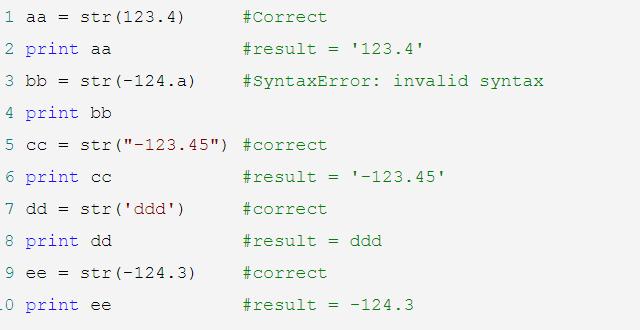 1 aa = str(123.4) #Correct
2 print aa #result = '123.4'
3 bb = str(-124.a) #SyntaxError: invalid syntax
4 print bb
5 cc = str("-123.45") #correct
6 print cc #result = '-123.45'
7 dd = str('ddd') #correct
8 print dd #result = ddd
9 ee = str(-124.3) #correct
10 print ee #result = -124.3